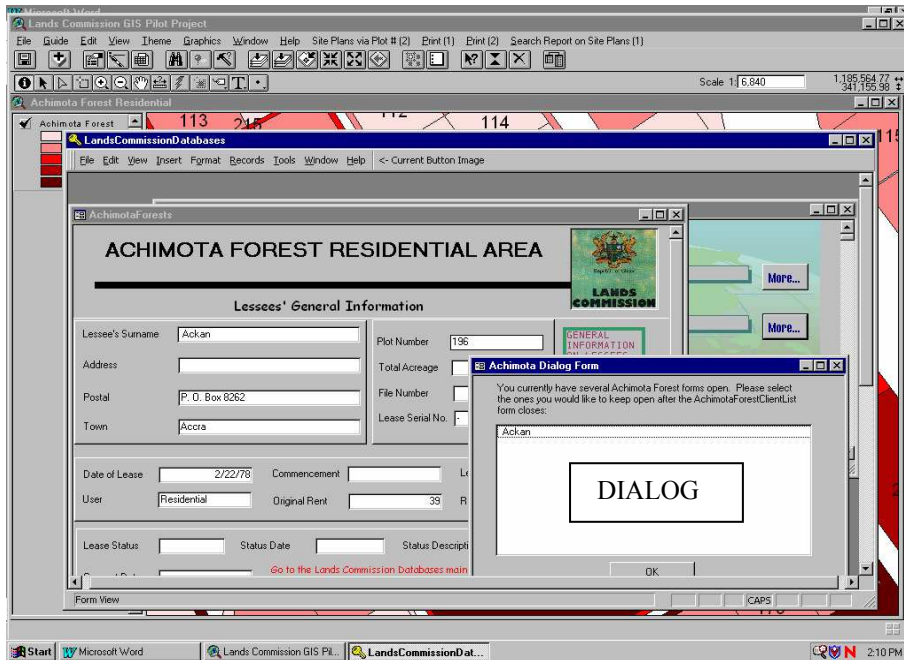 Microsoft Word
Lands Commission GIS Pilot Project
File Guide Edit View Theme Graphics Window Help Site Plans via Plot # (2) Print (1) Print (2) Search Report on Site Plans (1)
Scale 1: 6,840
1,185,564.77
341,155.98
Achimota Forest Residential
Achimota Forest
113 215 112 114 115
LandsCommissionDatabases
File Edit View Insert Format Records Tools Window Help <- Current Button Image
AchimotaForests
ACHIMOTA FOREST RESIDENTIAL AREA
Republic of Ghana
LANDS
COMMISSION
Lessees' General Information
More...
More...
Lessee's Surname Ackan
Address
Postal P. O. Box 8262
Town Accra
Plot Number 196
Total Acreage
File Number
Lease Serial No. -
GENERAL
INFORMATION
ON LESSEES
Achimota Dialog Form
You currently have several Achimota Forest forms open. Please select
the ones you would like to keep open after the AchimotaForestClientList
form closes:
Ackan
DIALOG
OK
Date of Lease 2/22/78 Commencement Le
User Residential Original Rent 39 R
Lease Status Status Date Status Descripti
Go to the Lands Commission Databases main
Form View
CAPS
Start Microsoft Word Lands Commission GIS Pil... LandsCommissionDat... N 2:10 PM